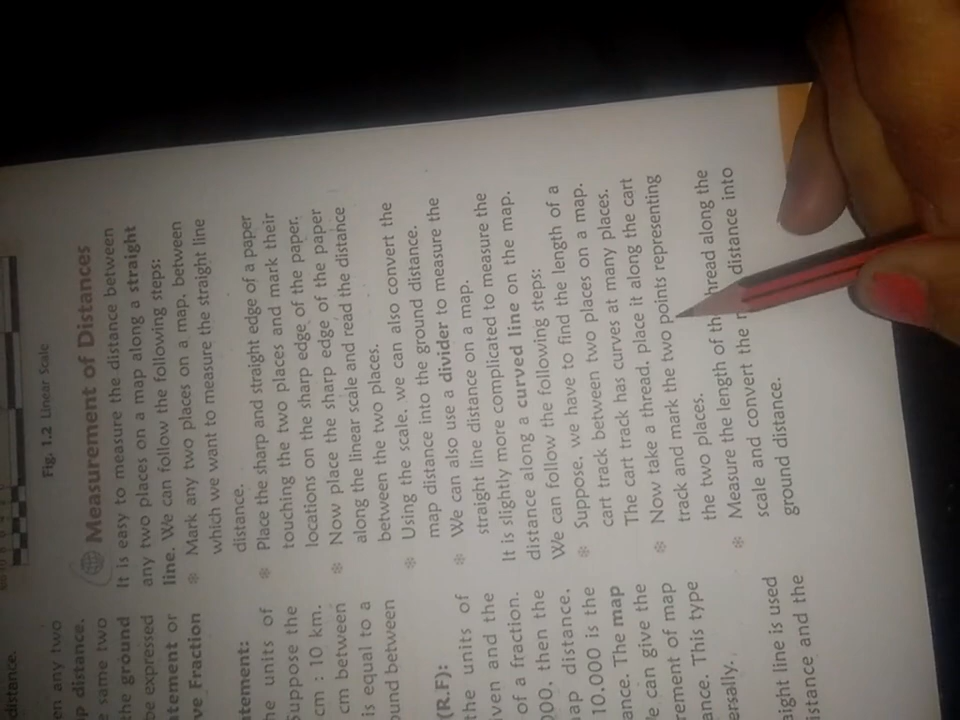 distance.
en any two
p distance.
e same two
the ground
be expressed
tement or
ve Fraction
tement:
he units of
Suppose the
cm : 10 km.
cm between
is equal to a
ound between
(R.F):
the units of
ven and the
of a fraction.
000, then the
ap distance.
10,000 is the
ance. The map
e can give the
rement of map
ance. This type
ersally.
aight line is used
istance and the
Fig. 1.2 Linear Scale
Measurement of Distances
It is easy to measure the distance between
any two places on a map along a straight
line. We can follow the following steps:
Mark any two places on a map, between
which we want to measure the straight line
distance.
Place the sharp and straight edge of a paper
touching the two places and mark their
locations on the sharp edge of the paper.
Now place the sharp edge of the paper
along the linear scale and read the distance
between the two places.
Using the scale, we can also convert the
map distance into the ground distance.
We can also use a divider to measure the
straight line distance on a map.
It is slightly more complicated to measure the
distance along a curved line on the map.
We can follow the following steps:
Suppose, we have to find the length of a
cart track between two places on a map.
The cart track has curves at many places.
Now take a thread, place it along the cart
track and mark the two points representing
the two places.
Measure the length of th hread along the
scale and convert the distance into
ground distance.